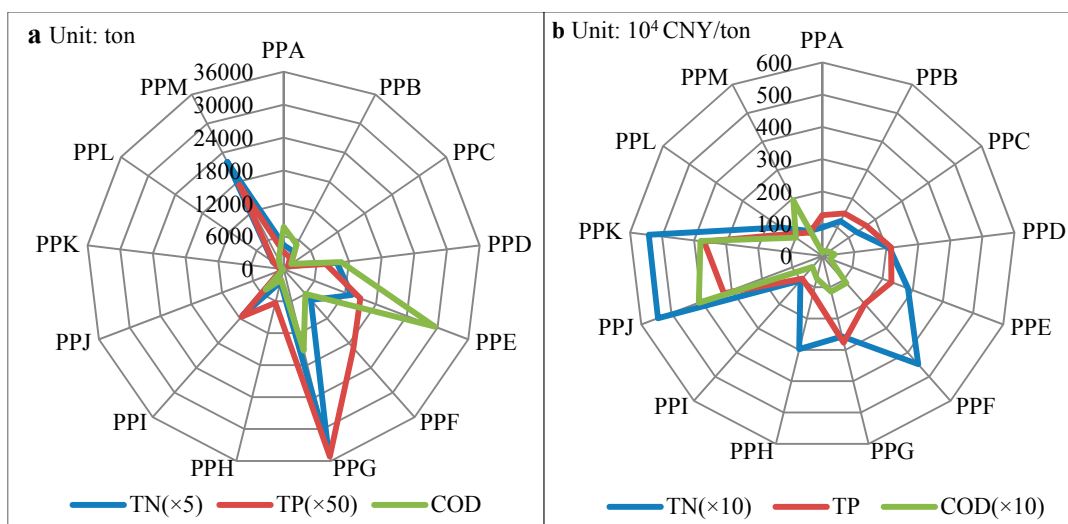 a Unit: ton
PPA
PPB
PPC
PPD
PPE
PPF
PPG
PPH
PPI
PPJ
PPK
PPL
PPM
36000
30000
24000
18000
12000
6000
0
TN(×5) TP(×50) COD
b Unit: 10⁴ CNY/ton
PPA
PPB
PPC
PPD
PPE
PPF
PPG
PPH
PPI
PPJ
PPK
PPL
PPM
600
500
400
300
200
100
0
TN(×10) TP COD(×10)